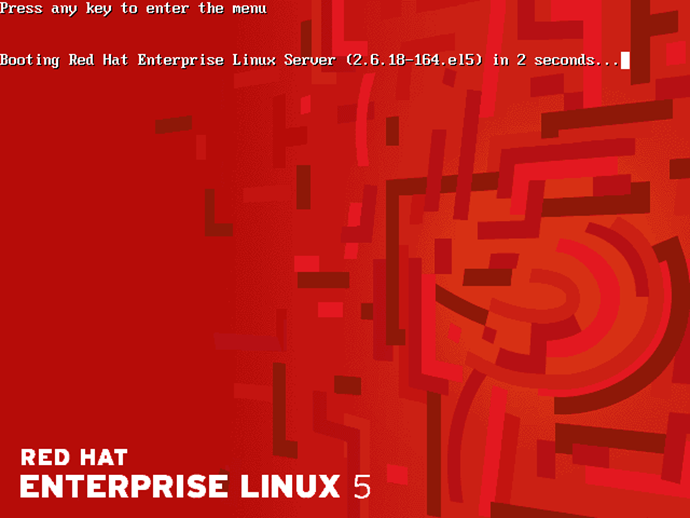 Press any key to enter the menu
Booting Red Hat Enterprise Linux Server (2.6.18-164.el5) in 2 seconds...
RED HAT
ENTERPRISE LINUX 5